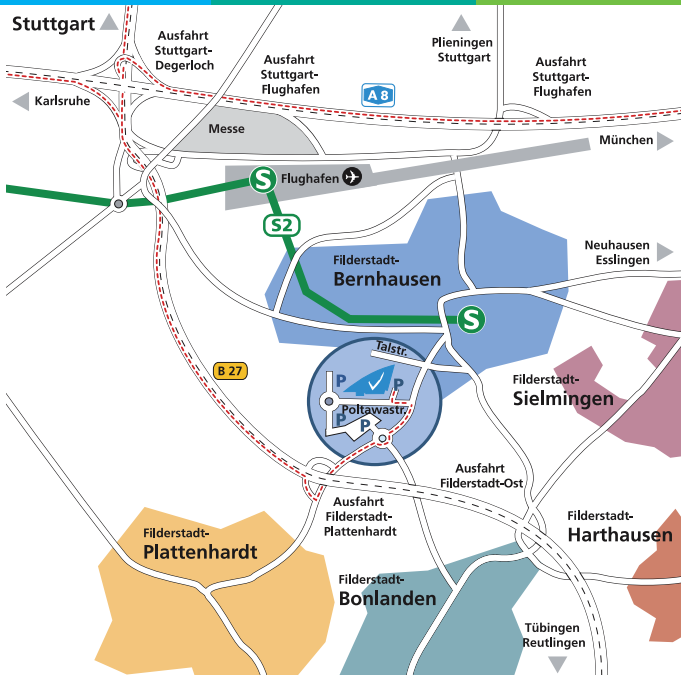 Stuttgart
Ausfahrt
Stuttgart-
Degerloch
Ausfahrt
Stuttgart-
Flughafen
Plieningen
Stuttgart
Ausfahrt
Stuttgart-
Flughafen
Karlsruhe
A 8
Messe
München
S
Flughafen
S2
Filderstadt-
Bernhausen
Neuhausen
Esslingen
S
Talstr.
B 27
P
P
Poltawastr.
P
P
Filderstadt-
Sielmingen
Ausfahrt
Filderstadt-Ost
Ausfahrt
Filderstadt-
Plattenhardt
Filderstadt-
Plattenhardt
Filderstadt-
Harthausen
Filderstadt-
Bonlanden
Tübingen
Reutlingen